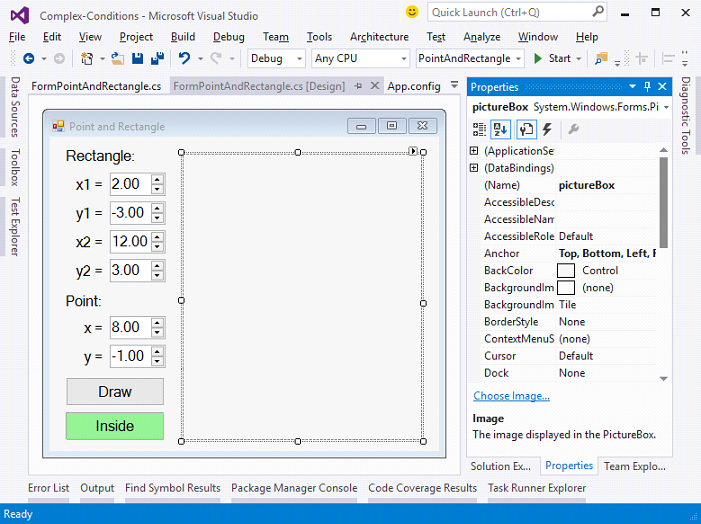 Complex-Conditions - Microsoft Visual Studio
Quick Launch (Ctrl+Q)
File Edit View Project Build Debug Team Tools Architecture Test Analyze Window Help
Debug Any CPU PointAndRectangle Start
Data Sources
Toolbox
Test Explorer
FormPointAndRectangle.cs FormPointAndRectangle.cs [Design] App.config
Point and Rectangle
Rectangle:
x1 = 2.00
y1 = -3.00
x2 = 12.00
y2 = 3.00
Point:
x = 8.00
y = -1.00
Draw
Inside
Properties
pictureBox System.Windows.Forms.Pi
(ApplicationSe
(DataBindings)
(Name) pictureBox
AccessibleDesc
AccessibleNam
AccessibleRole Default
Anchor Top, Bottom, Left, F
BackColor Control
BackgroundIm (none)
BackgroundIm Tile
BorderStyle None
ContextMenuS (none)
Cursor Default
Dock None
Choose Image...
Image
The image displayed in the PictureBox.
Solution Ex... Properties Team Explo...
Diagnostic Tools
Error List Output Find Symbol Results Package Manager Console Code Coverage Results Task Runner Explorer
Ready